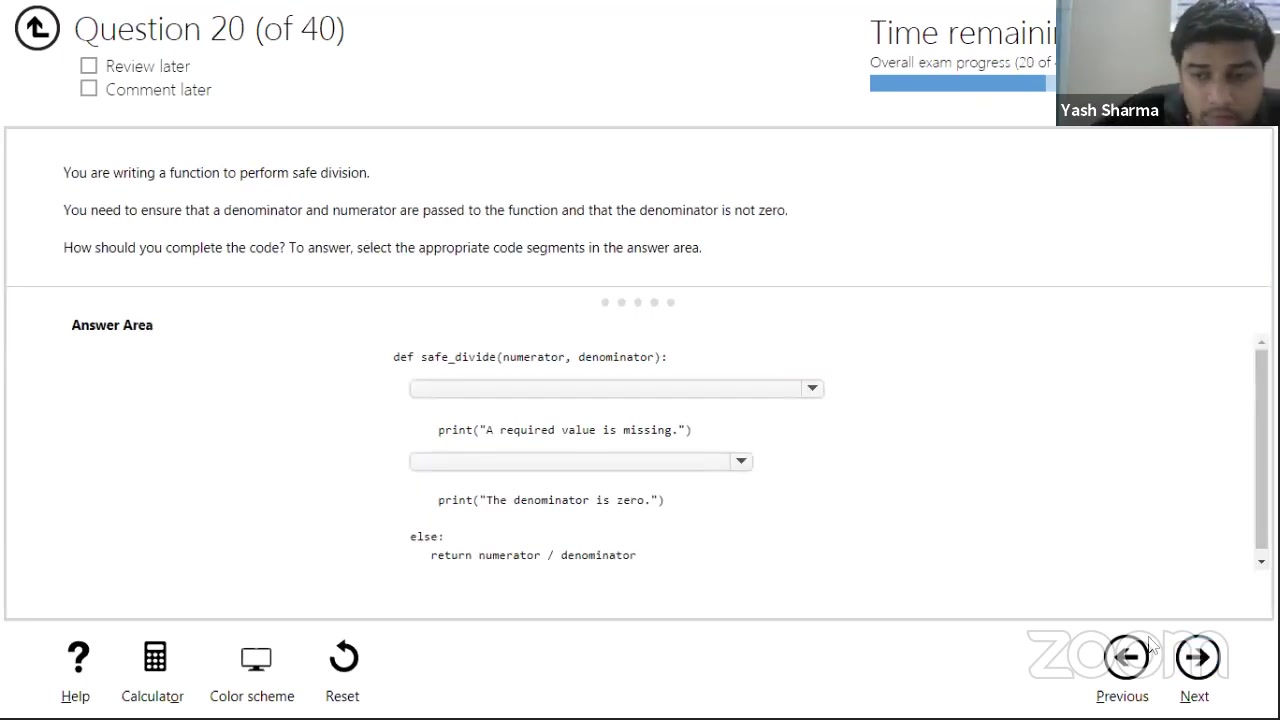 Question 20 (of 40)
Review later
Comment later
Time remaini
Overall exam progress (20 of
Yash Sharma
You are writing a function to perform safe division.
You need to ensure that a denominator and numerator are passed to the function and that the denominator is not zero.
How should you complete the code? To answer, select the appropriate code segments in the answer area.
Answer Area
def safe_divide(numerator, denominator):
print("A required value is missing.")
print("The denominator is zero.")
else:
return numerator / denominator
zoom
? Help
Calculator
Color scheme
Reset
Previous
Next